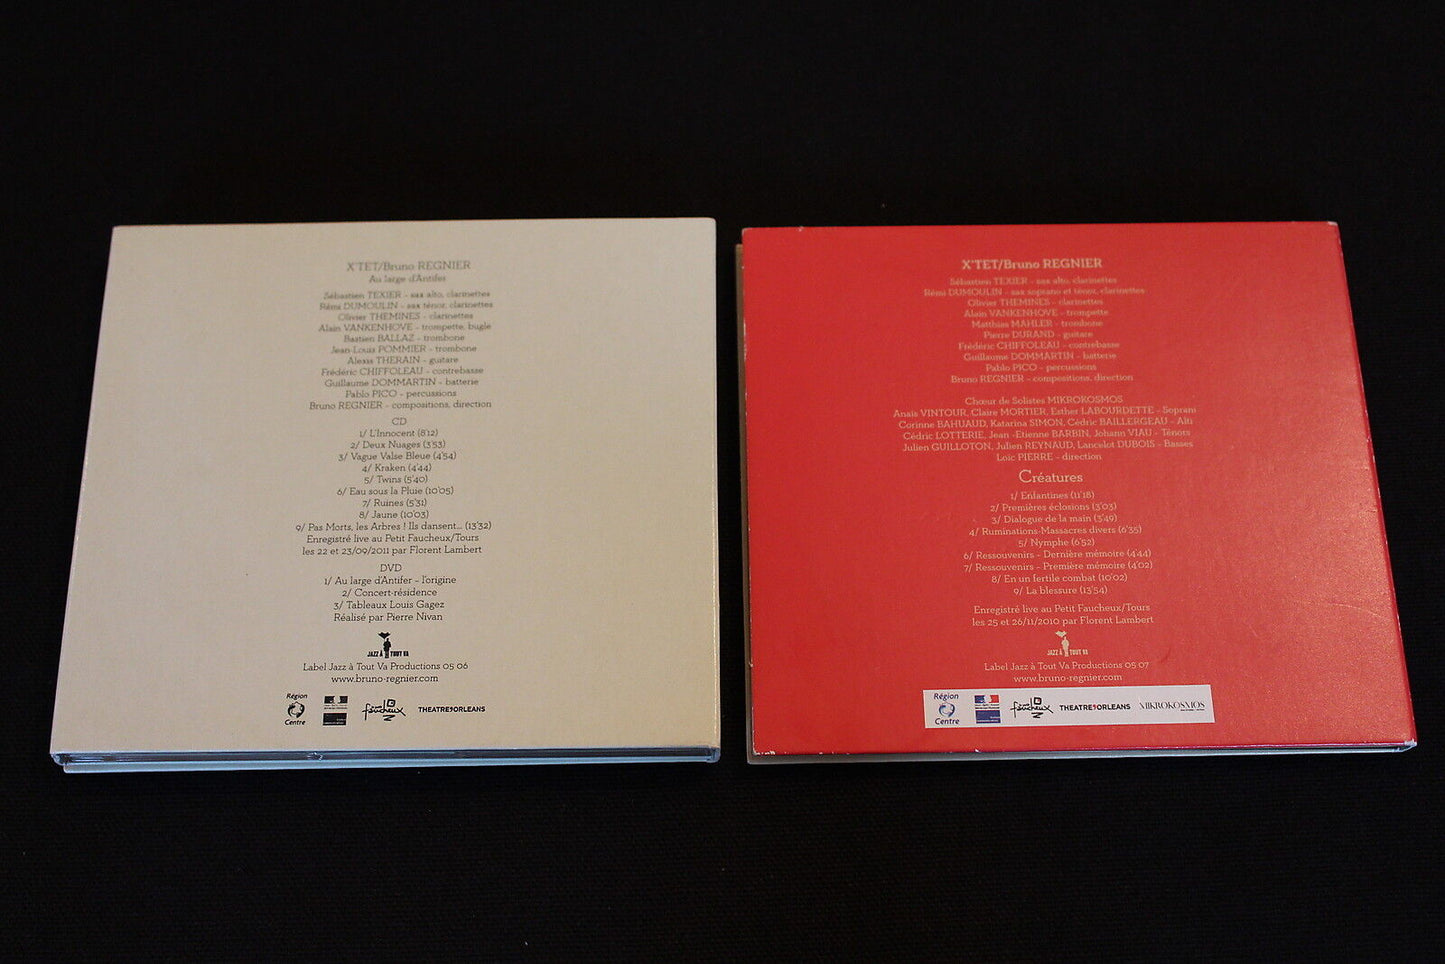 X'TET/Bruno REGNIER
Au large d'Antifer
Sébastien TEXIER - sax alto, clarinettes
Rémi DUMOULIN - sax ténor, clarinettes
Olivier THEMINES - clarinettes
Alain VANKENHOVE - trompette, bugle
Bastien BALLAZ - trombone
Jean-Louis POMMIER - trombone
Alexis THERAIN - guitare
Frédéric CHIFFOLEAU - contrebasse
Guillaume DOMMARTIN - batterie
Pablo PICO - percussions
Bruno REGNIER - compositions, direction
CD
1/ L'Innocent (8'12)
2/ Deux Nuages (3'53)
3/ Vague Valse Bleue (4'54)
4/ Kraken (4'44)
5/ Twins (5'40)
6/ Eau sous la Pluie (10'05)
7/ Ruines (5'31)
8/ Jaune (10'03)
9/ Pas Morts, les Arbres ! Ils dansent... (13'32)
Enregistré live au Petit Faucheux/Tours
les 22 et 23/09/2011 par Florent Lambert
DVD
1/ Au large d'Antifer - l'origine
2/ Concert-résidence
3/ Tableaux Louis Gagez
Réalisé par Pierre Nivan
JAZZ À TOUT VA
Label Jazz à Tout Va Productions 05 06
www.bruno-regnier.com
Région
Centre
faucheux
THEATRE D'ORLEANS
X'TET/Bruno REGNIER
Sébastien TEXIER - sax alto, clarinettes
Rémi DUMOULIN - sax soprano et ténor, clarinettes
Olivier THEMINES - clarinettes
Alain VANKENHOVE - trompette
Matthias MAHLER - trombone
Pierre DURAND - guitare
Frédéric CHIFFOLEAU - contrebasse
Guillaume DOMMARTIN - batterie
Pablo PICO - percussions
Bruno REGNIER - compositions, direction
Chœur de Solistes MIKROKOSMOS
Anaïs VINTOUR, Claire MORTIER, Esther LABOURDETTE - Soprani
Corinne BAHUAUD, Katarina SIMON, Cédric BAILLERGEAU - Alti
Cédric LOTTERIE, Jean-Etienne BARBIN, Johann VIAU - Ténors
Julien GUILLOTON, Julien REYNAUD, Lancelot DUBOIS - Basses
Loïc PIERRE - direction
Créatures
1/ Enfantines (11'18)
2/ Premières éclosions (3'03)
3/ Dialogue de la main (3'49)
4/ Ruminations-Massacres divers (6'35)
5/ Nymphe (6'52)
6/ Ressouvenirs - Dernière mémoire (4'44)
7/ Ressouvenirs - Première mémoire (4'02)
8/ En un fertile combat (10'02)
9/ La blessure (13'54)
Enregistré live au Petit Faucheux/Tours
les 25 et 26/11/2010 par Florent Lambert
JAZZ À TOUT VA
Label Jazz à Tout Va Productions 05 07
www.bruno-regnier.com
Région
Centre
faucheux
THEATRE D'ORLEANS
MIKROKOSMOS